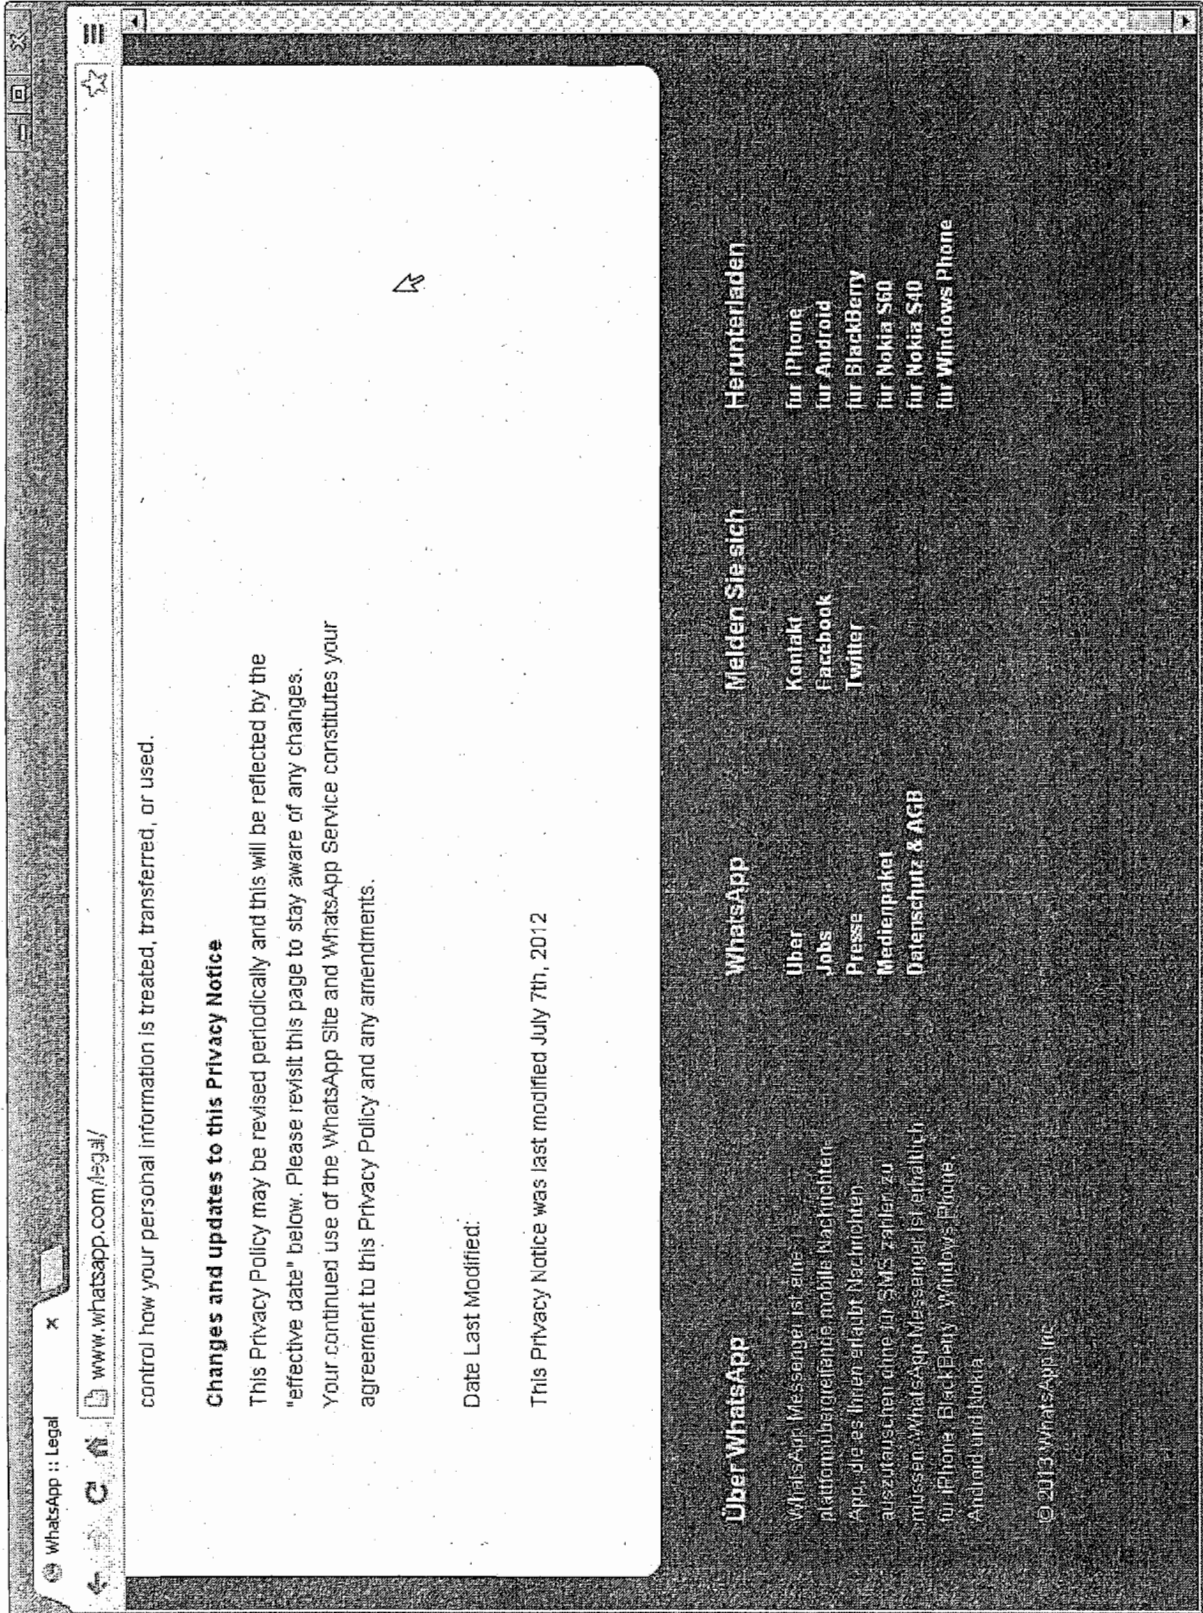 WhatsApp :: Legal
www.whatsapp.com/legal/
control how your personal information is treated, transferred, or used.
Changes and updates to this Privacy Notice
This Privacy Policy may be revised periodically and this will be reflected by the
"effective date" below. Please revisit this page to stay aware of any changes.
Your continued use of the WhatsApp Site and WhatsApp Service constitutes your
agreement to this Privacy Policy and any amendments.
Date Last Modified:
This Privacy Notice was last modified July 7th, 2012
Über WhatsApp
WhatsApp Messenger ist eine
plattformübergreifende mobile Nachrichten-
App, die es Ihnen erlaubt Nachrichten
auszutauschen ohne für SMS zahlen zu
müssen. WhatsApp Messenger ist erhältlich
für iPhone, BlackBerry, Windows Phone,
Android und Nokia.
© 2013 WhatsApp Inc.
WhatsApp
Über
Jobs
Presse
Medienpaket
Datenschutz & AGB
Melden Sie sich
Kontakt
Facebook
Twitter
Herunterladen
für iPhone
für Android
für BlackBerry
für Nokia S60
für Nokia S40
für Windows Phone